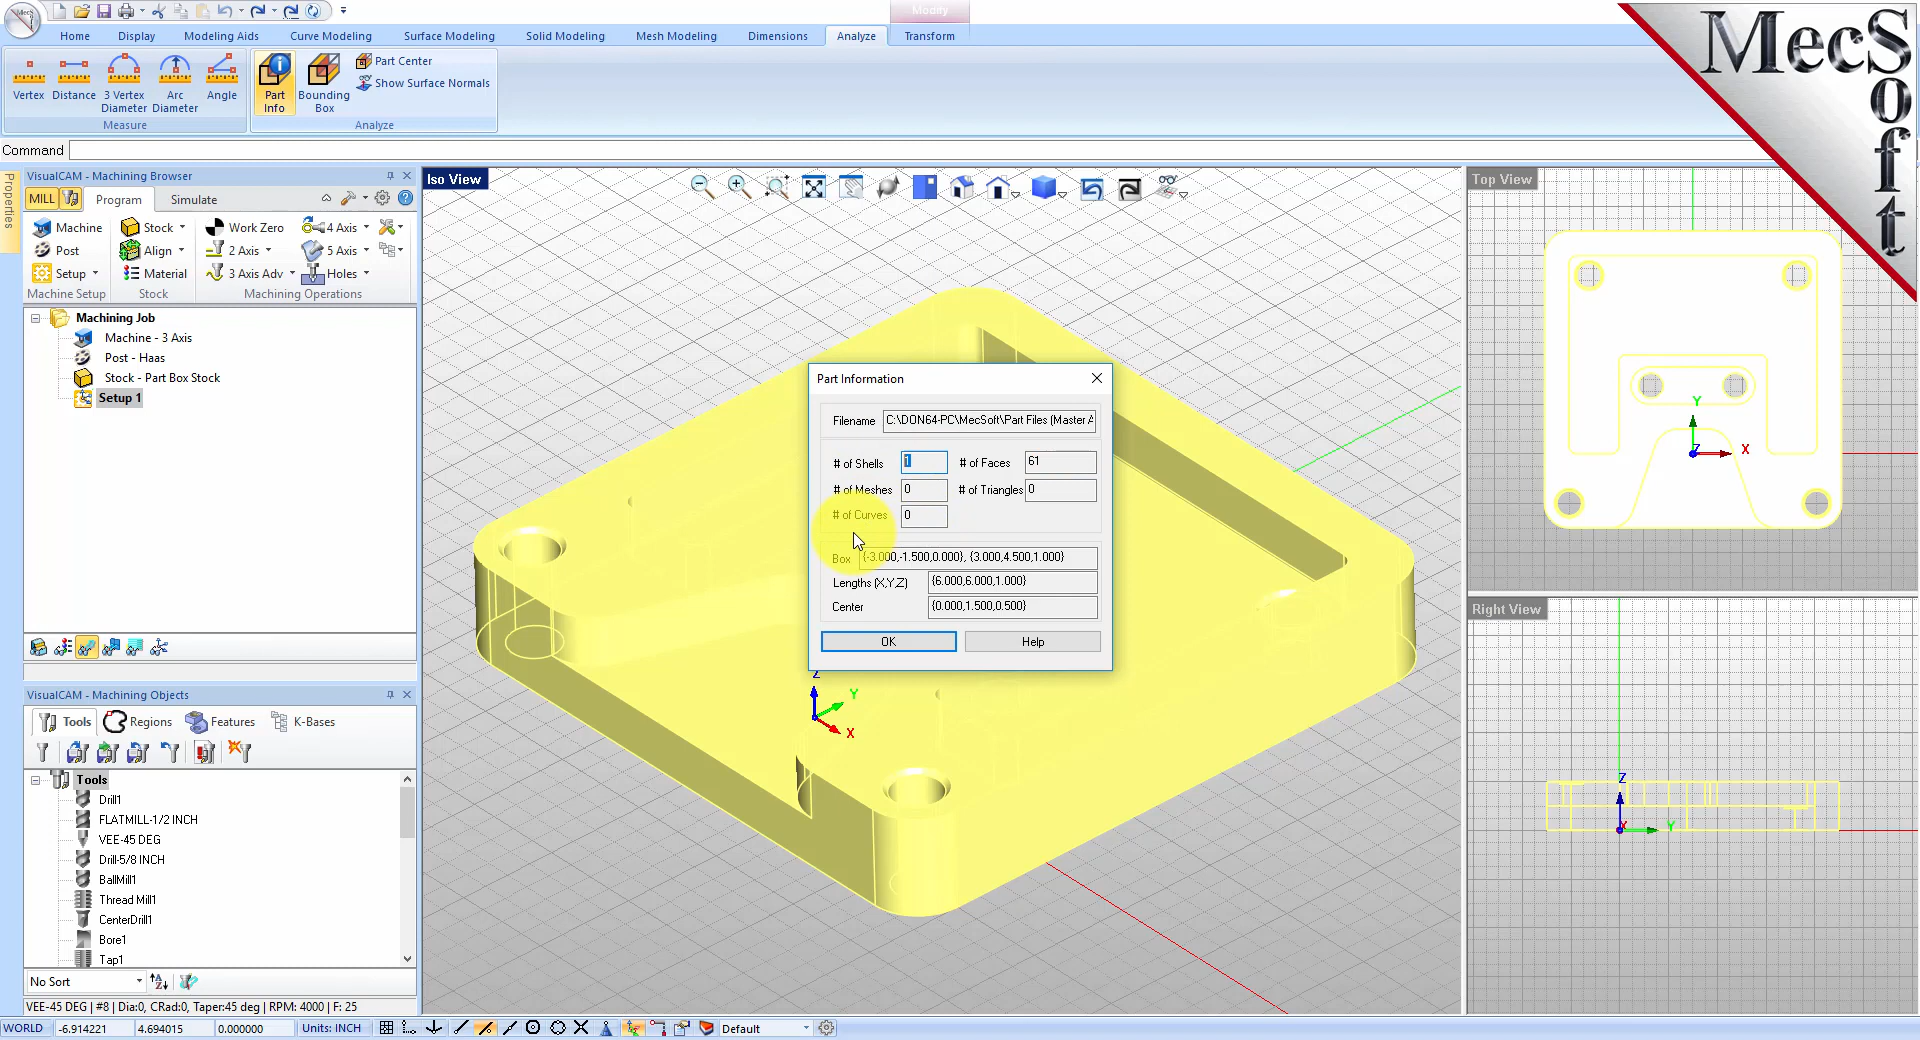 MecS
Modify
Home Display Modeling Aids Curve Modeling Surface Modeling Solid Modeling Mesh Modeling Dimensions Analyze Transform
MecSoft
Vertex Distance 3 Vertex Diameter Arc Diameter Angle
Measure
Part Info Bounding Box
Part Center
Show Surface Normals
Analyze
Command
Properties
VisualCAM - Machining Browser
MILL Program Simulate
Machine Stock Work Zero 4 Axis
Post Align 2 Axis 5 Axis
Setup Material 3 Axis Adv Holes
Machine Setup Stock Machining Operations
Machining Job
Machine - 3 Axis
Post - Haas
Stock - Part Box Stock
Setup 1
VisualCAM - Machining Objects
Tools Regions Features K-Bases
Tools
Drill1
FLATMILL-1/2 INCH
VEE-45 DEG
Drill-5/8 INCH
BallMill1
Thread Mill1
CenterDrill1
Bore1
Tap1
No Sort
VEE-45 DEG | #8 | Dia:0, CRad:0, Taper:45 deg | RPM: 4000 | F: 25
Iso View
Part Information
Filename C:\DON64-PC\MecSoft\Part Files (Master A
# of Shells 1 # of Faces 61
# of Meshes 0 # of Triangles 0
# of Curves 0
Box {-3.000,-1.500,0.000}, {3.000,4.500,1.000}
Lengths (X,Y,Z) {6.000,6.000,1.000}
Center {0.000,1.500,0.500}
OK Help
Z
Y
X
Top View
Y
Z X
Right View
Z
X Y
WORLD -6.914221 4.694015 0.000000 Units: INCH Default